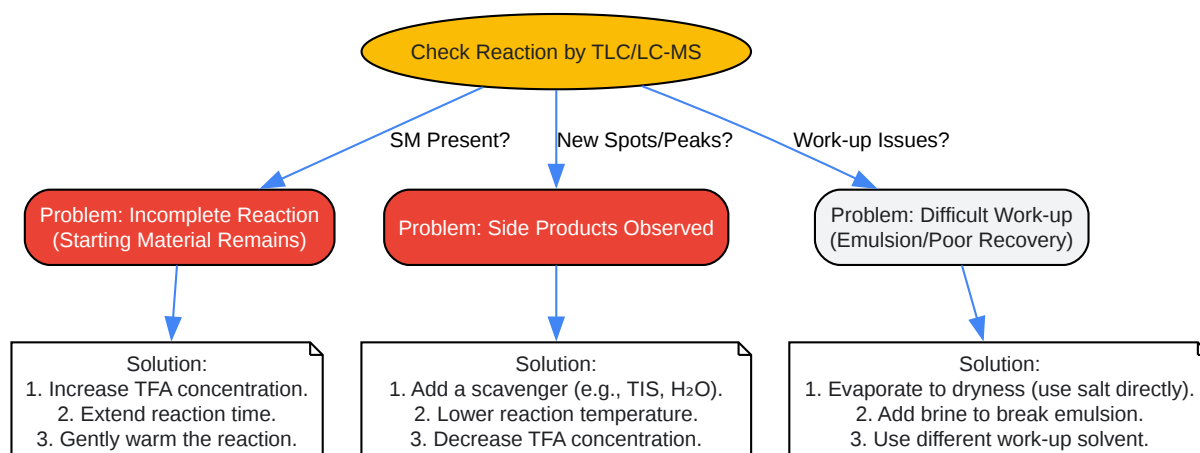 Check Reaction by TLC/LC-MS
SM Present?
New Spots/Peaks?
Work-up Issues?
Problem: Incomplete Reaction
(Starting Material Remains)
Problem: Side Products Observed
Problem: Difficult Work-up
(Emulsion/Poor Recovery)
Solution:
1. Increase TFA concentration.
2. Extend reaction time.
3. Gently warm the reaction.
Solution:
1. Add a scavenger (e.g., TIS, H₂O).
2. Lower reaction temperature.
3. Decrease TFA concentration.
Solution:
1. Evaporate to dryness (use salt directly).
2. Add brine to break emulsion.
3. Use different work-up solvent.